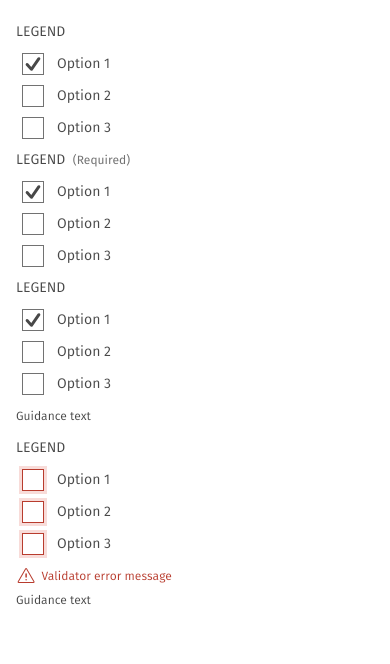 LEGEND
Option 1
Option 2
Option 3
LEGEND (Required)
Option 1
Option 2
Option 3
LEGEND
Option 1
Option 2
Option 3
Guidance text
LEGEND
Option 1
Option 2
Option 3
Validator error message
Guidance text